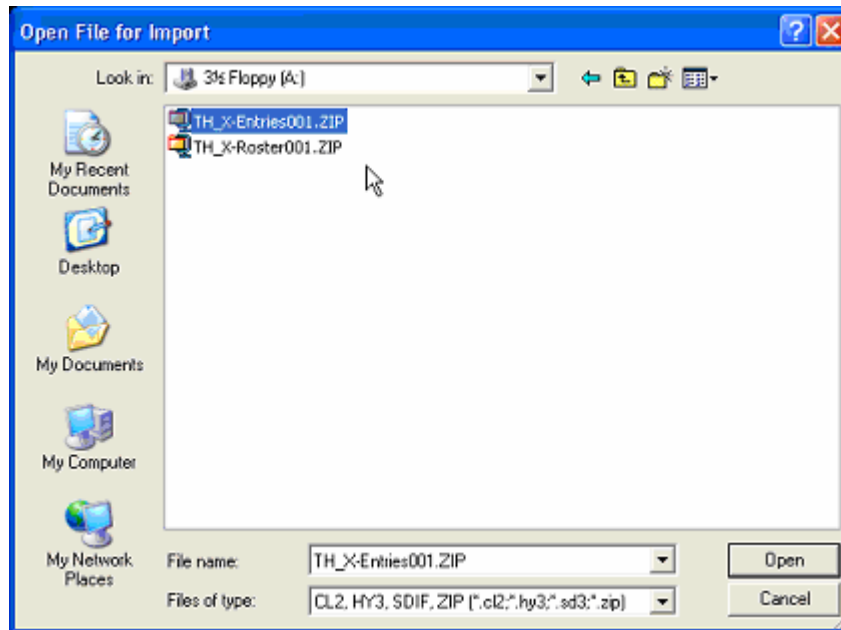 Open File for Import
Look in:
3½ Floppy (A:)
TH_X-Entries001.ZIP
TH_X-Roster001.ZIP
My Recent
Documents
Desktop
My Documents
My Computer
My Network
Places
File name:
TH_X-Entries001.ZIP
Open
Files of type:
CL2, HY3, SDIF, ZIP (*.cl2;*.hy3;*.sd3;*.zip)
Cancel